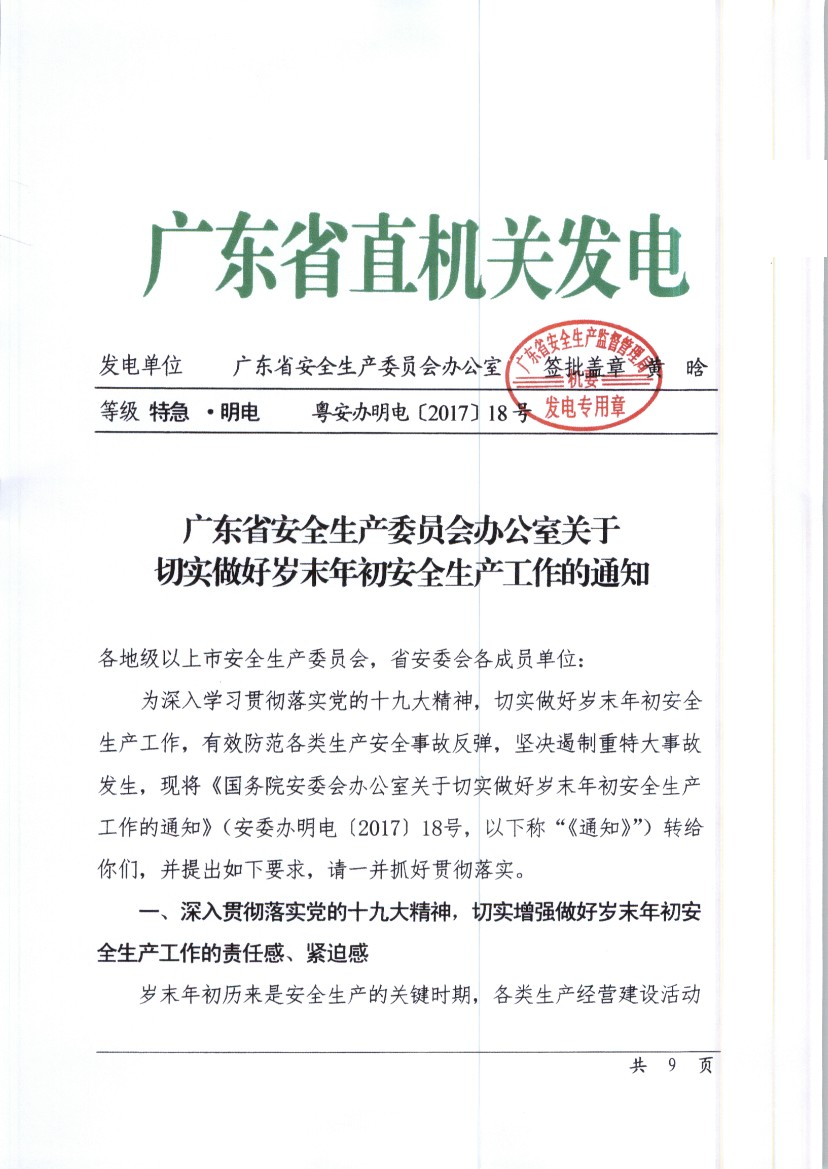 广东省直机关发电
发电单位 广东省安全生产委员会办公室 签批盖章 黄 晗
广东省安全生产监督管理局
机要
发电专用章
等级 特急 ·明电 粤安办明电〔2017〕18号
广东省安全生产委员会办公室关于
切实做好岁末年初安全生产工作的通知
各地级以上市安全生产委员会，省安委会各成员单位：
为深入学习贯彻落实党的十九大精神，切实做好岁末年初安全
生产工作，有效防范各类生产安全事故反弹，坚决遏制重特大事故
发生，现将《国务院安委会办公室关于切实做好岁末年初安全生产
工作的通知》（安委办明电〔2017〕18号，以下称“《通知》”）转给
你们，并提出如下要求，请一并抓好贯彻落实。
一、深入贯彻落实党的十九大精神，切实增强做好岁末年初安
全生产工作的责任感、紧迫感
岁末年初历来是安全生产的关键时期，各类生产经营建设活动
共 9 页